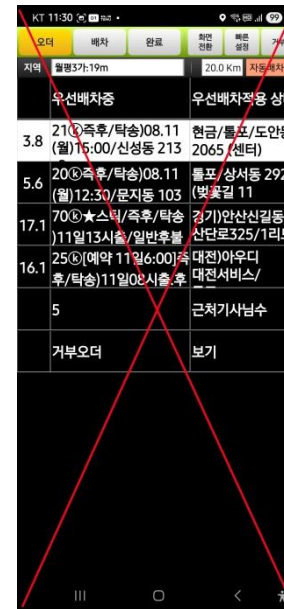 KT 11:30
99
오더 배차 완료 화면전환 빠른설정
지역 월평3가:19m 20.0 Km 자동배차
우선배차중 우선배차적용 상
3.8 21ⓚ즉후/탁송)08.11 현금/톨포/도안동
(월)15:00/신성동 213 2065 (센터)
5.6 20ⓚ즉후/탁송)08.11 톨포/상서동 292
(월)12:30/문지동 103 (벚꽃길 11
17.1 70ⓚ★스틱/즉후/탁송 경기)안산신길동
)11일13시출/일반후불 산단로325/1리
16.1 25ⓚ[예약 11일6:00]즉 대전)아우디
후/탁송)11일08시출.후 대전서비스/
5 근처기사님수
거부오더 보기